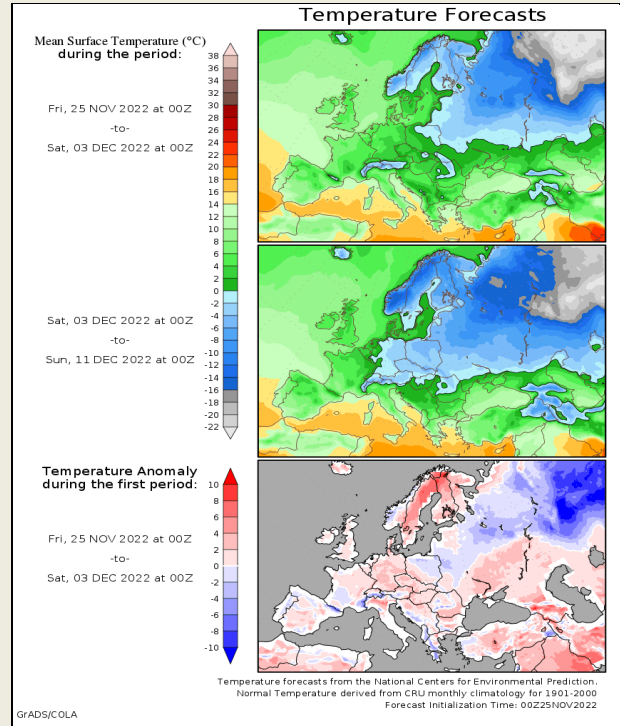 Temperature Forecasts
Mean Surface Temperature (°C)
during the period:
Fri, 25 NOV 2022 at 00Z
-to-
Sat, 03 DEC 2022 at 00Z
Sat, 03 DEC 2022 at 00Z
-to-
Sun, 11 DEC 2022 at 00Z
38
36
34
32
30
28
26
24
22
20
18
16
14
12
10
8
6
4
2
0
-2
-4
-6
-8
-10
-12
-14
-16
-18
-20
-22
Temperature Anomaly
during the first period:
Fri, 25 NOV 2022 at 00Z
-to-
Sat, 03 DEC 2022 at 00Z
10
8
6
4
2
0
-2
-4
-6
-8
-10
Temperature forecasts from the National Centers for Environmental Prediction.
Normal Temperature derived from CRU monthly climatology for 1901-2000
Forecast Initialization Time: 00Z25NOV2022
GrADS/COLA